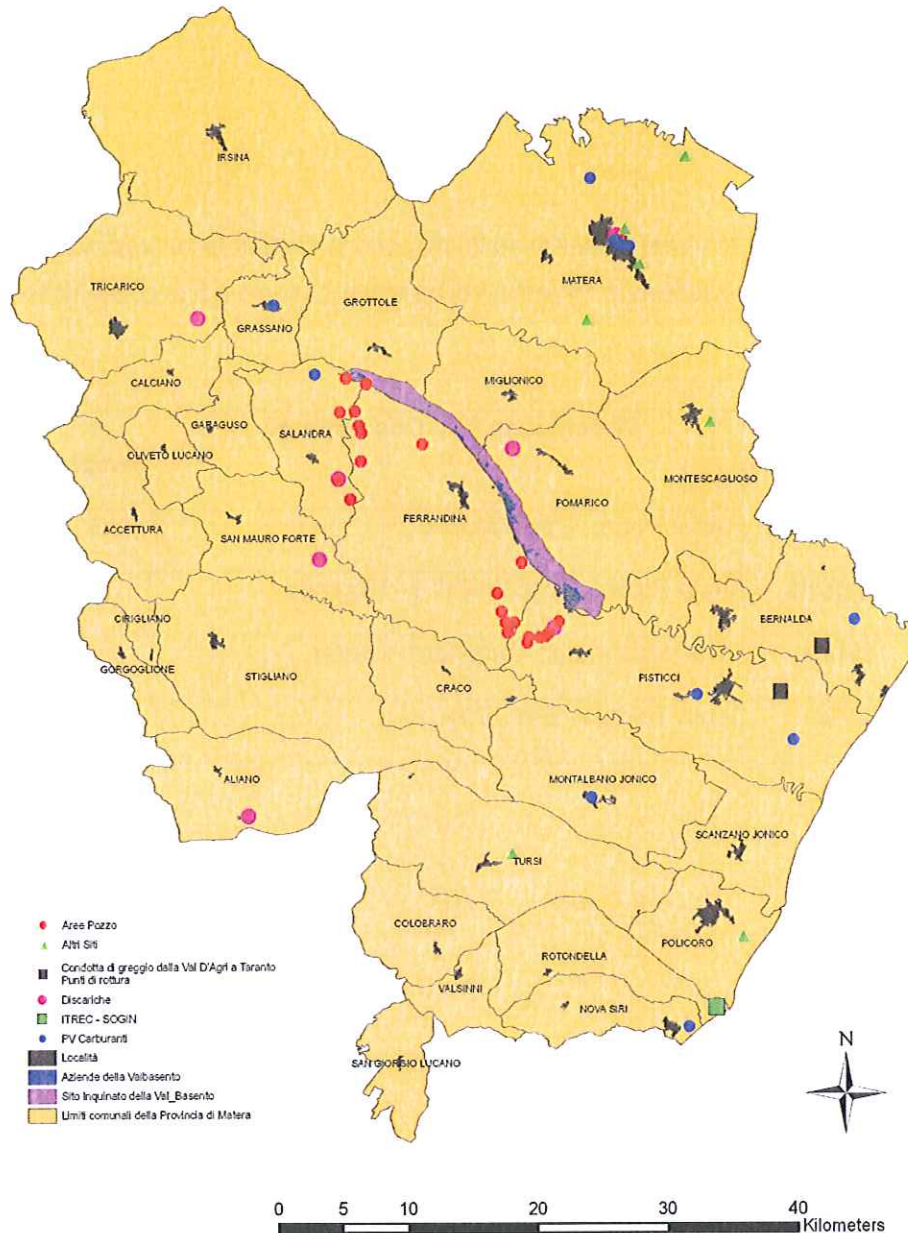 IRSINA
MATERA
TRICARICO
GROTTOLE
GRASSANO
CALCIANO
MIGLIONICO
GARAGUSO
SALANDRA
OLIVETO LUCANO
MONTESCAGLIOSO
POMARICO
ACCETTURA
FERRANDINA
SAN MAURO FORTE
CIRIGLIANO
BERNALDA
GORGOGLIONE
STIGLIANO
PISTICCI
CRACO
ALIANO
MONTALBANO JONICO
SCANZANO JONICO
TURSI
COLOBRARO
POLICORO
ROTONDELLA
VALSINNI
NOVA SIRI
SAN GIORGIO LUCANO
Aree Pozzo
Altri Siti
Condotta di greggio dalla Val D'Agri a Taranto
Punti di rottura
Discariche
ITREC - SOGIN
PV Carburanti
Località
Aziende della Valbasento
Sito Inquinato della Val_Basento
Limiti comunali della Provincia di Matera
N
0 5 10 20 30 40
Kilometers